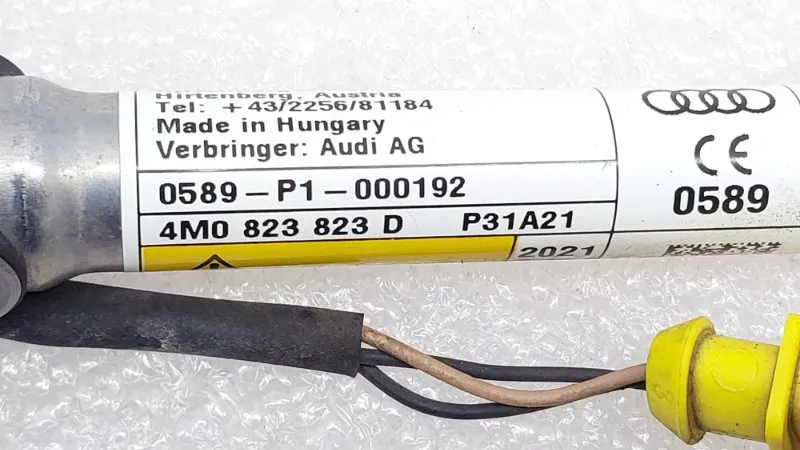 Hirtenberg, Austria
Tel: +43/2256/81184
Made in Hungary
Verbringer: Audi AG
0589-P1-000192
4M0 823 823 D P31A21
2021
CE
0589